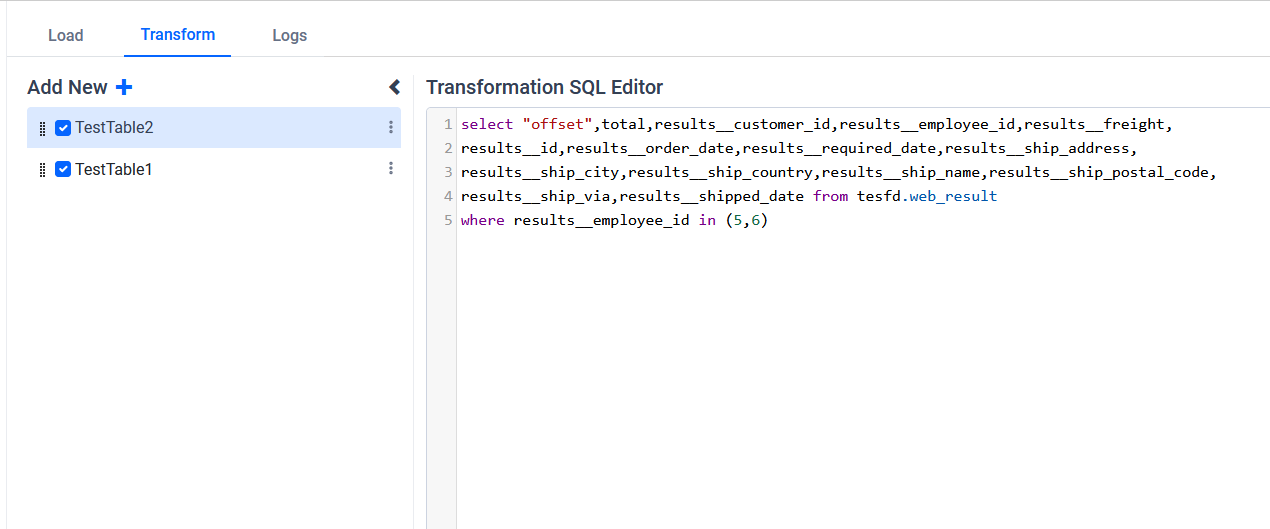 Load Transform Logs
Add New
Transformation SQL Editor
TestTable2
TestTable1
1 select "offset",total,results__customer_id,results__employee_id,results__freight,
2 results__id,results__order_date,results__required_date,results__ship_address,
3 results__ship_city,results__ship_country,results__ship_name,results__ship_postal_code,
4 results__ship_via,results__shipped_date from tesfd.web_result
5 where results__employee_id in (5,6)